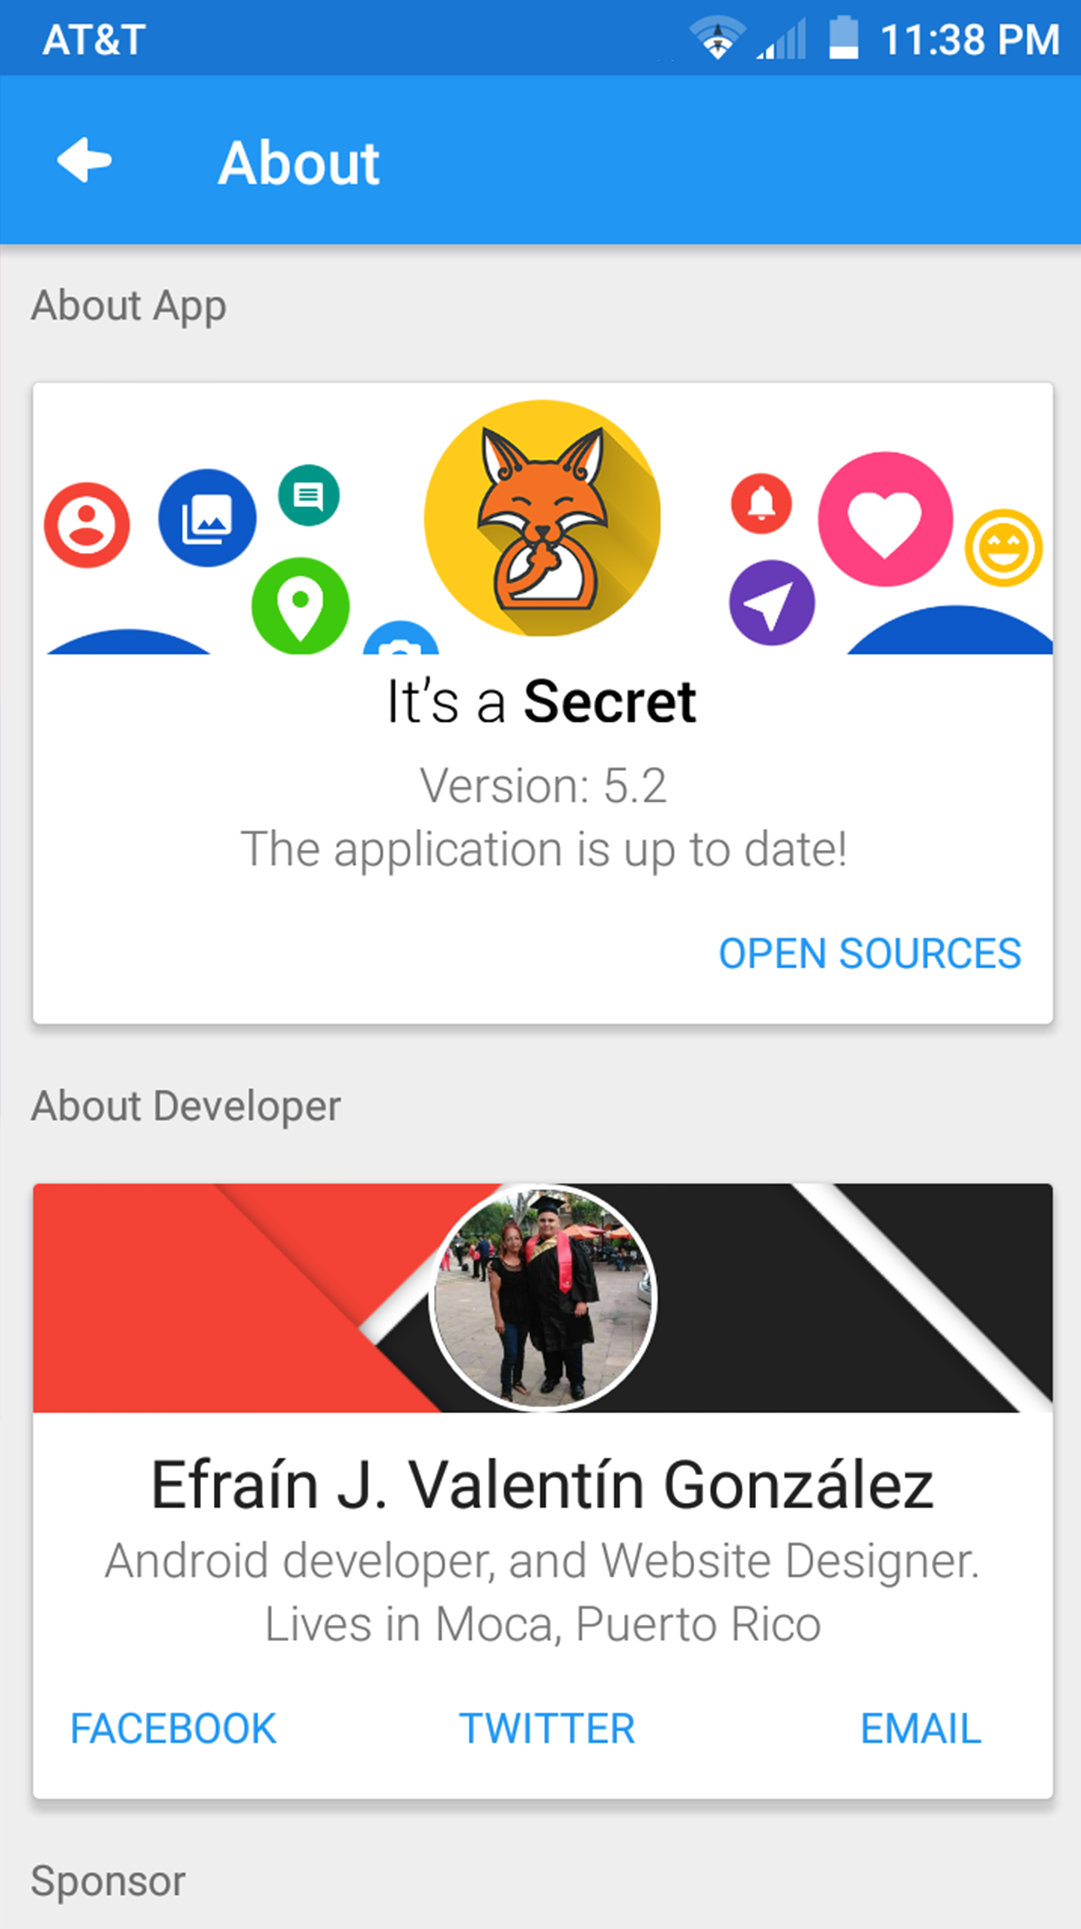 AT&T 11:38 PM
About
About App
It's a Secret
Version: 5.2
The application is up to date!
OPEN SOURCES
About Developer
Efraín J. Valentín González
Android developer, and Website Designer.
Lives in Moca, Puerto Rico
FACEBOOK TWITTER EMAIL
Sponsor